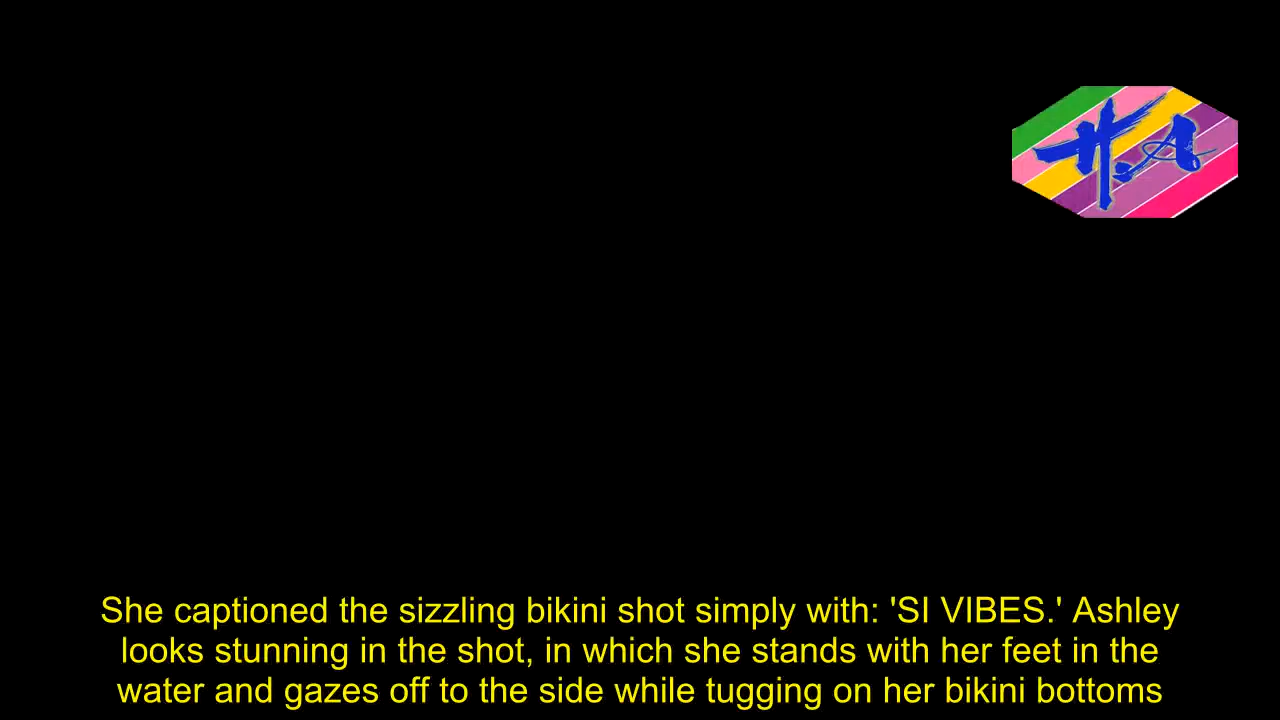 H.A
She captioned the sizzling bikini shot simply with: 'SI VIBES.' Ashley
looks stunning in the shot, in which she stands with her feet in the
water and gazes off to the side while tugging on her bikini bottoms